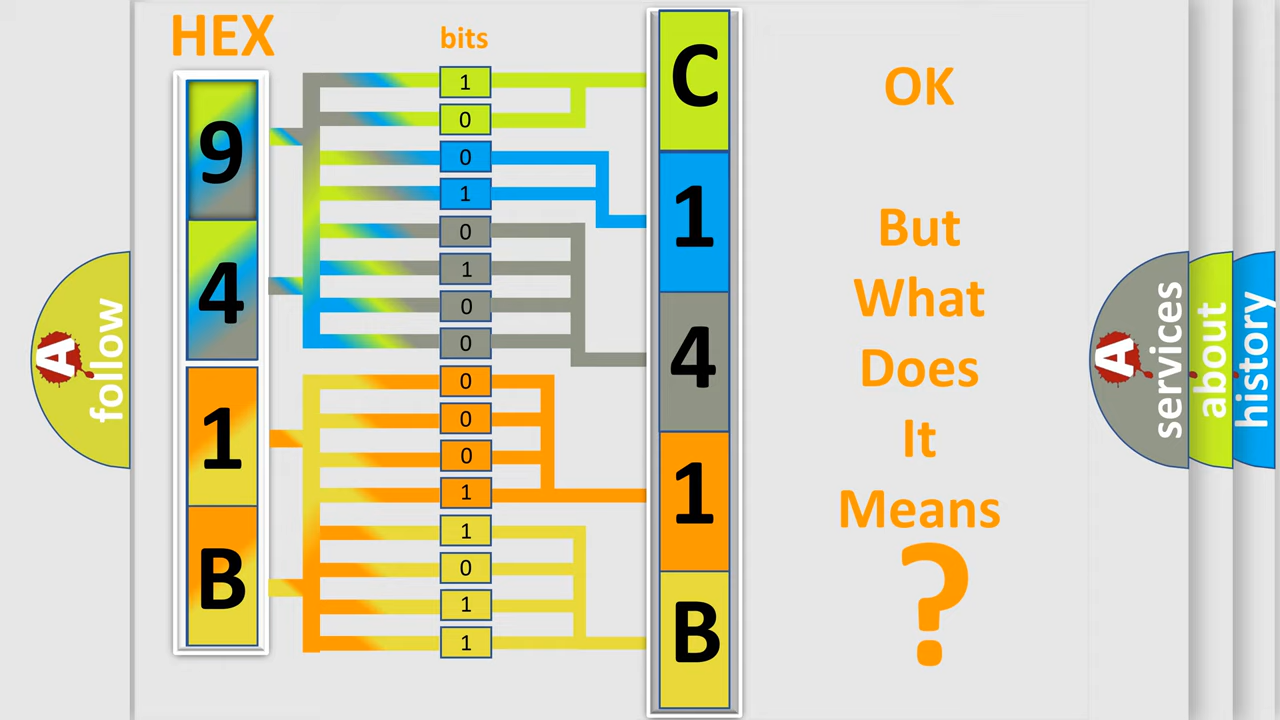 HEX
bits
9
4
1
B
1
0
0
1
0
1
0
0
0
0
0
1
1
0
1
1
C
1
4
1
B
OK
But
What
Does
It
Means
?
A
follow
A
services
about
history